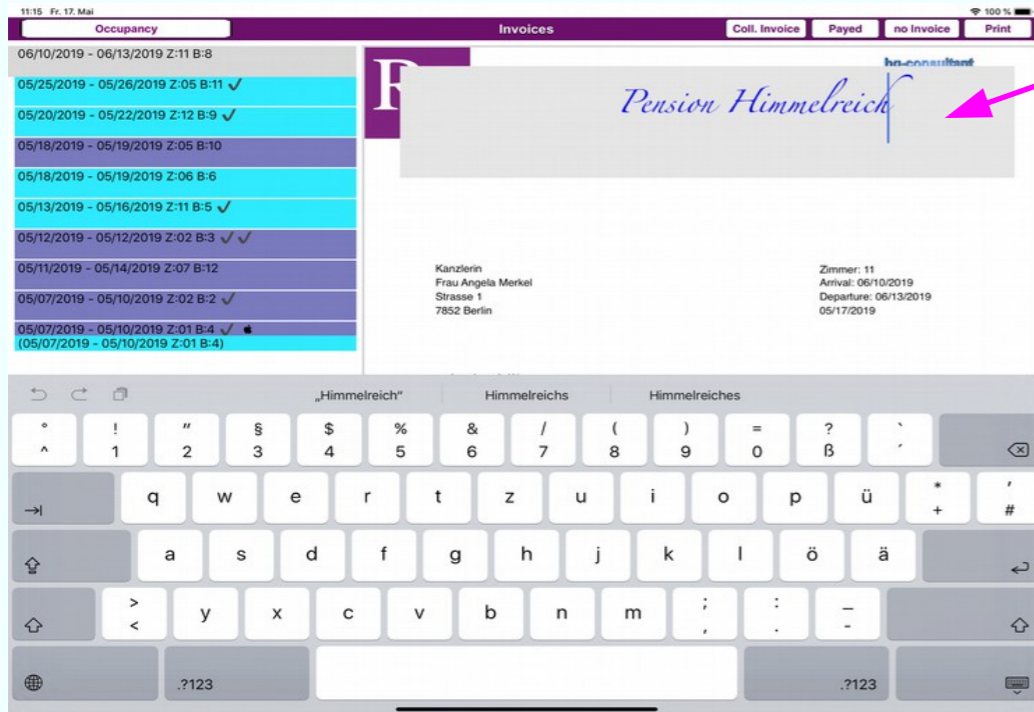 11:15 Fr. 17. Mai
100 %
Occupancy
Invoices
Coll. Invoice
Payed
no Invoice
Print
06/10/2019 - 06/13/2019 Z:11 B:8
05/25/2019 - 05/26/2019 Z:05 B:11 ✓
05/20/2019 - 05/22/2019 Z:12 B:9 ✓
05/18/2019 - 05/19/2019 Z:05 B:10
05/18/2019 - 05/19/2019 Z:06 B:6
05/13/2019 - 05/16/2019 Z:11 B:5 ✓
05/12/2019 - 05/12/2019 Z:02 B:3 ✓ ✓
05/11/2019 - 05/14/2019 Z:07 B:12
05/07/2019 - 05/10/2019 Z:02 B:2 ✓
05/07/2019 - 05/10/2019 Z:01 B:4 ✓
(05/07/2019 - 05/10/2019 Z:01 B:4)
bg-consultant
Pension Himmelreich
Kanzlerin
Frau Angela Merkel
Strasse 1
7852 Berlin
Zimmer: 11
Arrival: 06/10/2019
Departure: 06/13/2019
05/17/2019
„Himmelreich“
Himmelreichs
Himmelreiches
° ! " § $ % & / ( ) = ? `
^ 1 2 3 4 5 6 7 8 9 0 ß ´
q w e r t z u i o p ü * + ' #
a s d f g h j k l ö ä
> < y x c v b n m ; , : . _ -
.?123
.?123